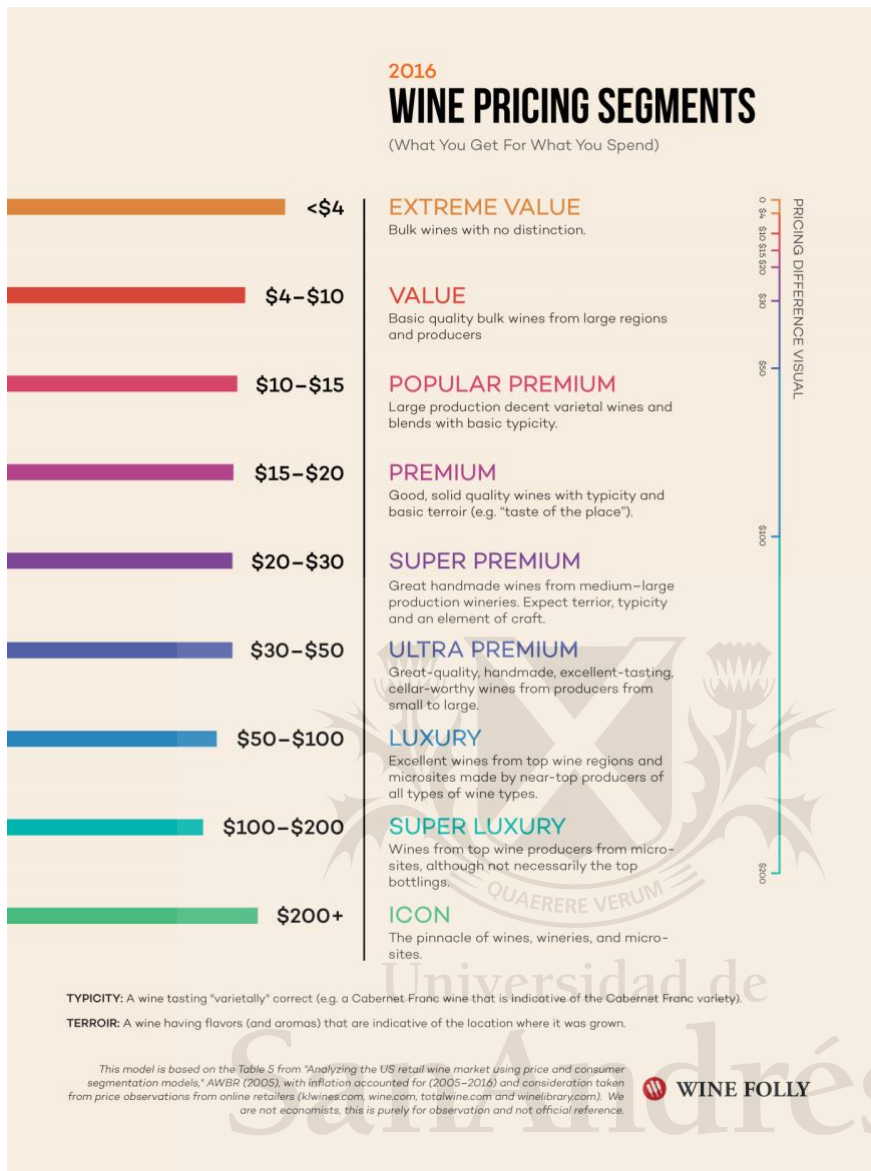 2016
WINE PRICING SEGMENTS
(What You Get For What You Spend)
<$4
EXTREME VALUE
Bulk wines with no distinction.
$4–$10
VALUE
Basic quality bulk wines from large regions
and producers
$10–$15
POPULAR PREMIUM
Large production decent varietal wines and
blends with basic typicity.
$15–$20
PREMIUM
Good, solid quality wines with typicity and
basic terroir (e.g. “taste of the place”).
$20–$30
SUPER PREMIUM
Great handmade wines from medium–large
production wineries. Expect terrior, typicity
and an element of craft.
$30–$50
ULTRA PREMIUM
Great-quality, handmade, excellent-tasting,
cellar-worthy wines from producers from
small to large.
$50–$100
LUXURY
Excellent wines from top wine regions and
microsites made by near-top producers of
all types of wine types.
$100–$200
SUPER LUXURY
Wines from top wine producers from micro-
sites, although not necessarily the top
bottlings.
$200+
ICON
The pinnacle of wines, wineries, and micro-
sites.
PRICING DIFFERENCE VISUAL
0
$4
$10
$15
$20
$30
$50
$100
$200
QUAERERE VERUM
Universidad de
SanAndrés
TYPICITY: A wine tasting "varietally" correct (e.g. a Cabernet Franc wine that is indicative of the Cabernet Franc variety).
TERROIR: A wine having flavors (and aromas) that are indicative of the location where it was grown.
This model is based on the Table 5 from "Analyzing the US retail wine market using price and consumer
segmentation models," AWBR (2005), with inflation accounted for (2005–2016) and consideration taken
from price observations from online retailers (klwines.com, wine.com, totalwine.com and winelibrary.com). We
are not economists, this is purely for observation and not official reference.
WINE FOLLY